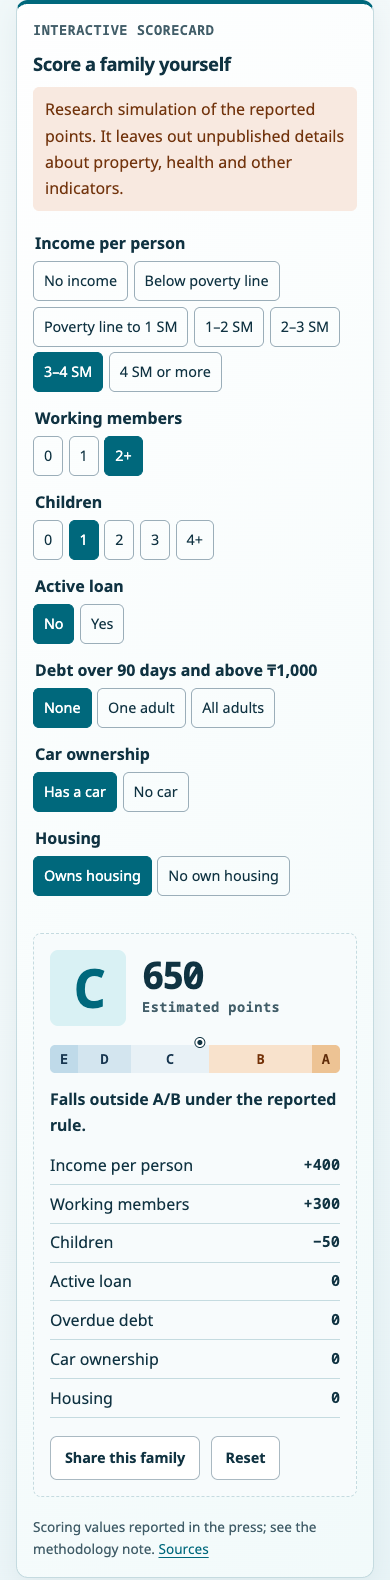 INTERACTIVE SCORECARD
Score a family yourself
Research simulation of the reported
points. It leaves out unpublished details
about property, health and other
indicators.
Income per person
No income Below poverty line
Poverty line to 1 SM 1–2 SM 2–3 SM
3–4 SM 4 SM or more
Working members
0 1 2+
Children
0 1 2 3 4+
Active loan
No Yes
Debt over 90 days and above ₸1,000
None One adult All adults
Car ownership
Has a car No car
Housing
Owns housing No own housing
C 650
Estimated points
E D C B A
Falls outside A/B under the reported
rule.
Income per person +400
Working members +300
Children −50
Active loan 0
Overdue debt 0
Car ownership 0
Housing 0
Share this family Reset
Scoring values reported in the press; see the
methodology note. Sources